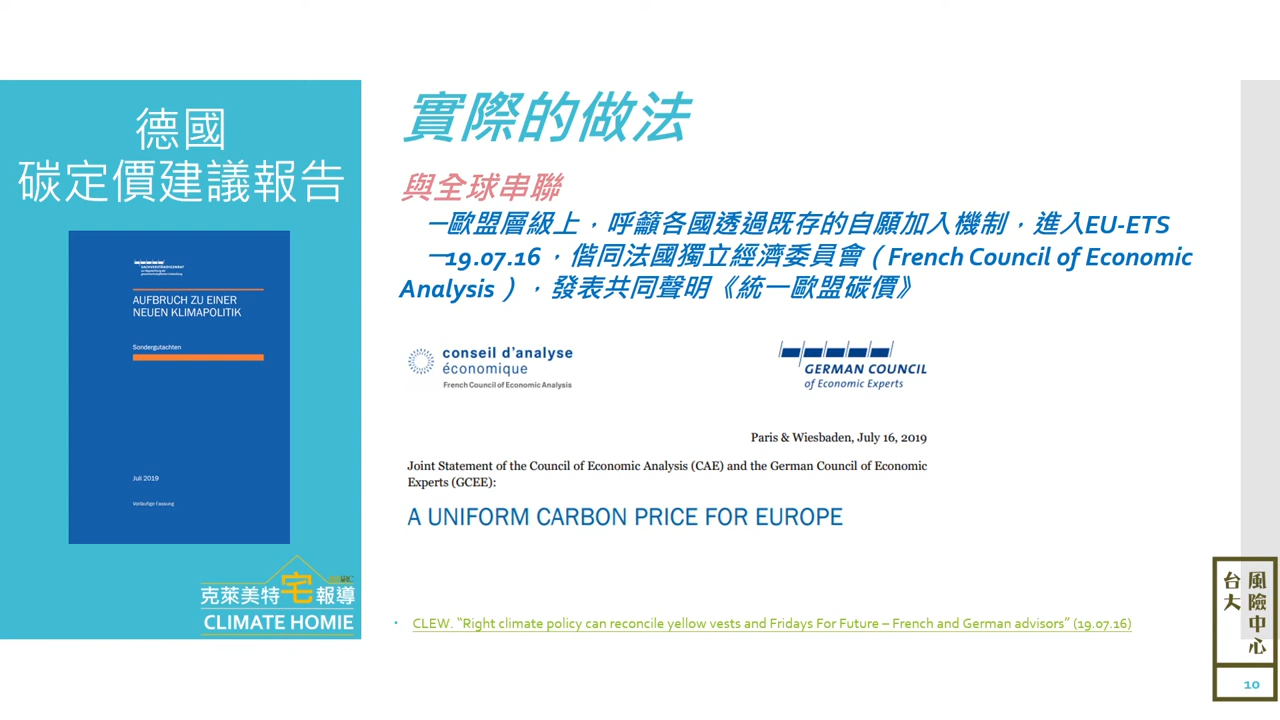 德國
碳定價建議報告
AUFBRUCH ZU EINER
NEUEN KLIMAPOLITIK
Sondergutachten
Juli 2019
Vorläufige Fassung
克萊美特宅報導
CLIMATE HOMIE
實際的做法
與全球串聯
—歐盟層級上，呼籲各國透過既存的自願加入機制，進入EU-ETS
—19.07.16，偕同法國獨立經濟委員會（French Council of Economic
Analysis），發表共同聲明《統一歐盟碳價》
conseil d'analyse
économique
French Council of Economic Analysis
GERMAN COUNCIL
of Economic Experts
Paris & Wiesbaden, July 16, 2019
Joint Statement of the Council of Economic Analysis (CAE) and the German Council of Economic
Experts (GCEE):
A UNIFORM CARBON PRICE FOR EUROPE
• CLEW. “Right climate policy can reconcile yellow vests and Fridays For Future – French and German advisors” (19.07.16)
台大
風險中心
10